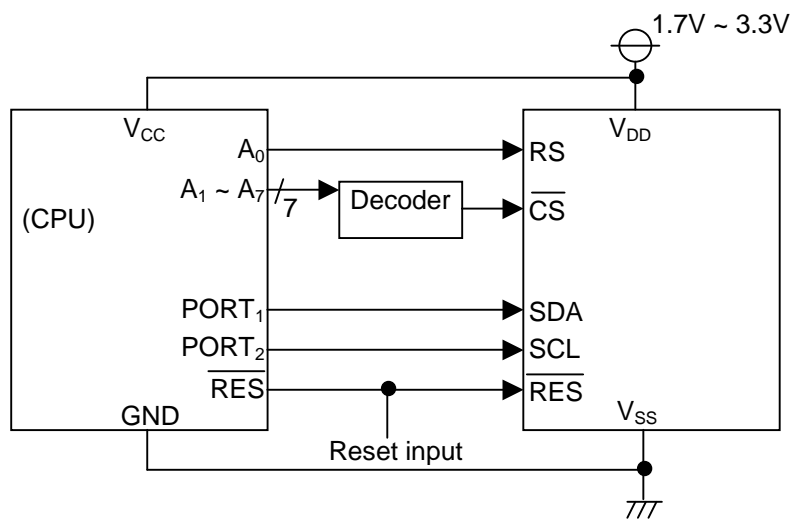 1.7V ~ 3.3V
VCC
VDD
A0
RS
A1 ~ A7
7
Decoder
CS
(CPU)
PORT1
SDA
PORT2
SCL
RES
RES
GND
VSS
Reset input